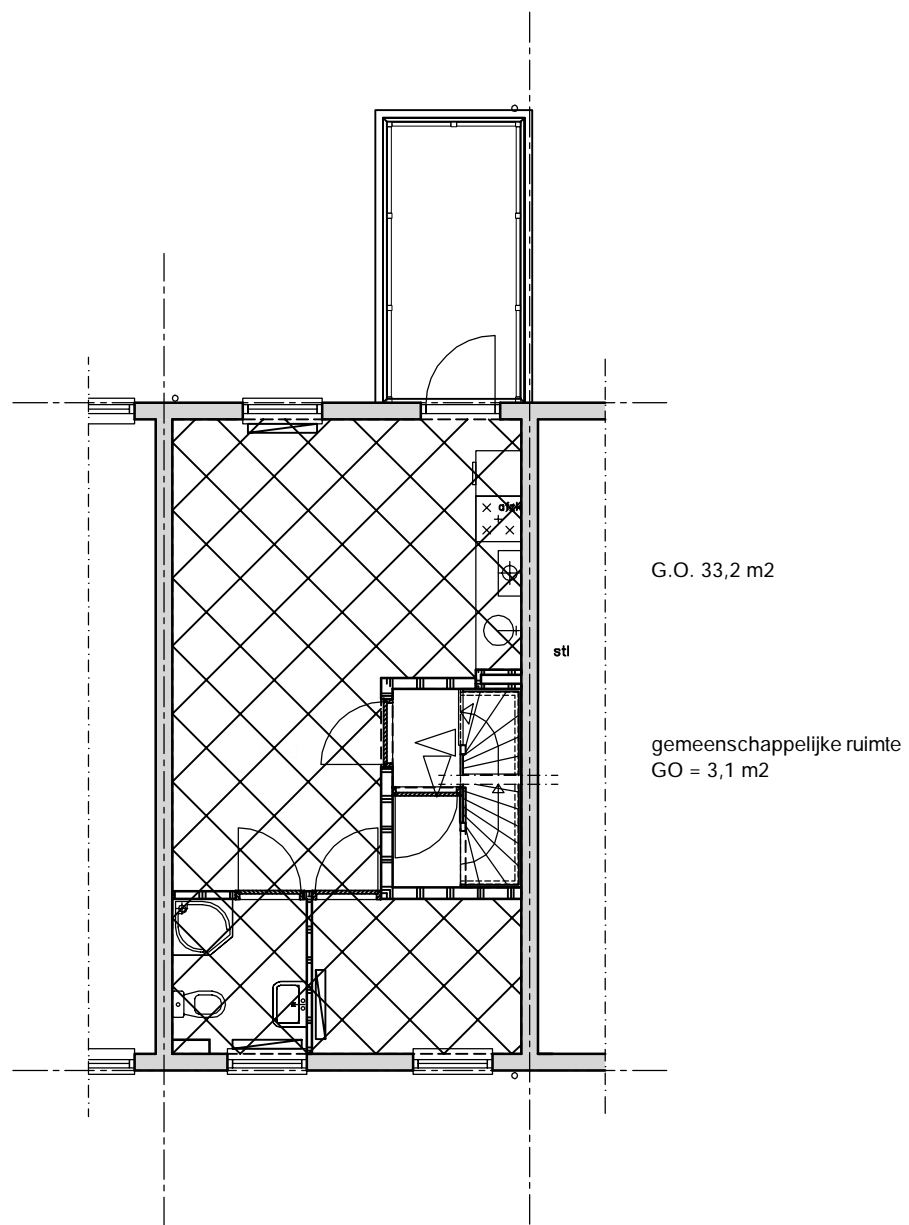 G.O. 33,2 m2
stl
gemeenschappelijke ruimte
GO = 3,1 m2